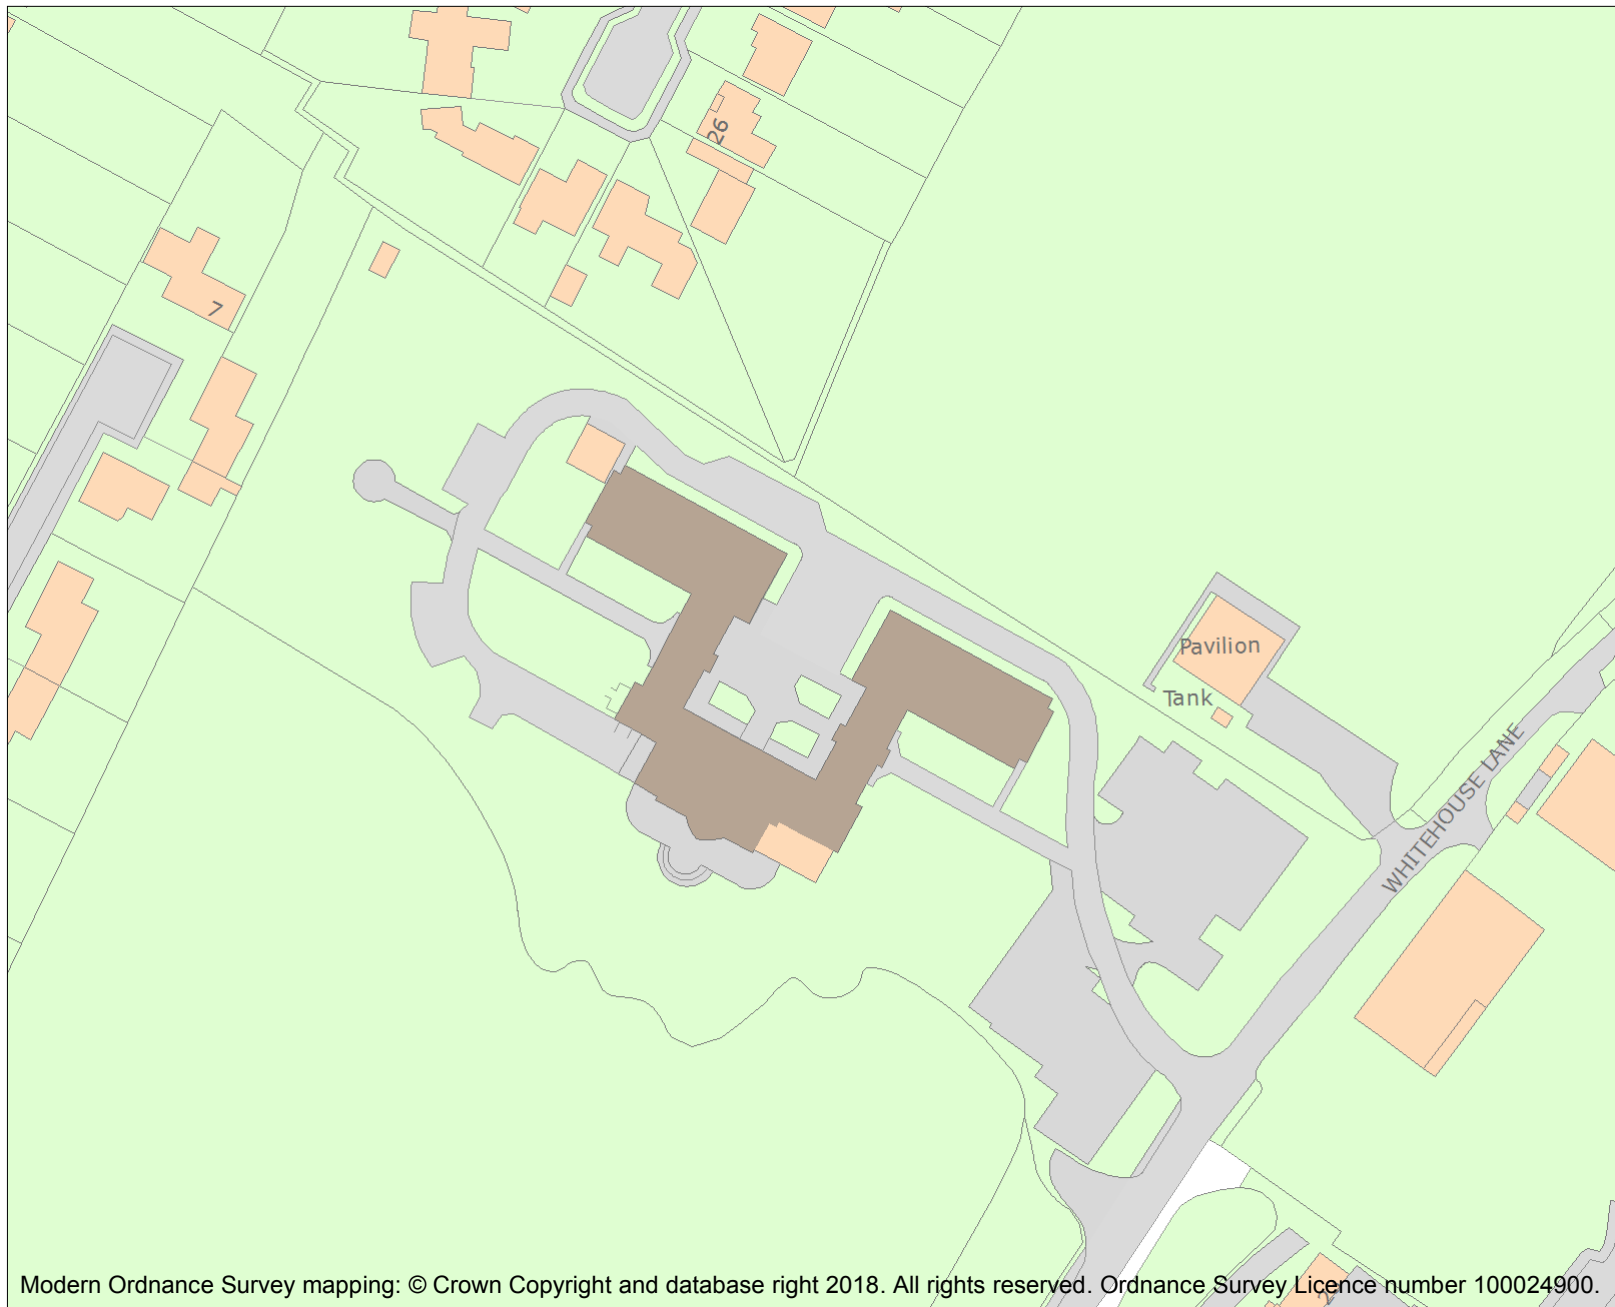 26
7
Pavilion
Tank
WHITEHOUSE LANE
Modern Ordnance Survey mapping: © Crown Copyright and database right 2018. All rights reserved. Ordnance Survey Licence number 100024900.